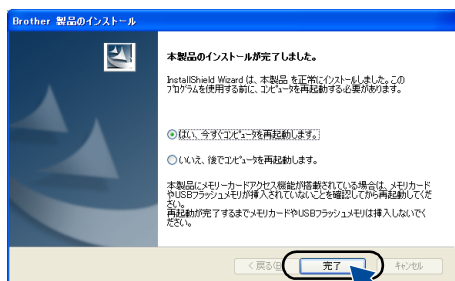 Brother 製品のインストール
本製品のインストールが完了しました。
InstallShield Wizard は、本製品 を正常にインストールしました。この
プログラムを使用する前に、コンピュータを再起動する必要があります。
はい、今すぐコンピュータを再起動します。
いいえ、後でコンピュータを再起動します。
本製品にメモリーカードアクセス機能が搭載されている場合は、メモリカード
やUSBフラッシュメモリが挿入されていないことを確認してから再起動してくだ
さい。
再起動が完了するまでメモリカードやUSBフラッシュメモリは挿入しないでく
ださい。
< 戻る(B) 完了 キャンセル